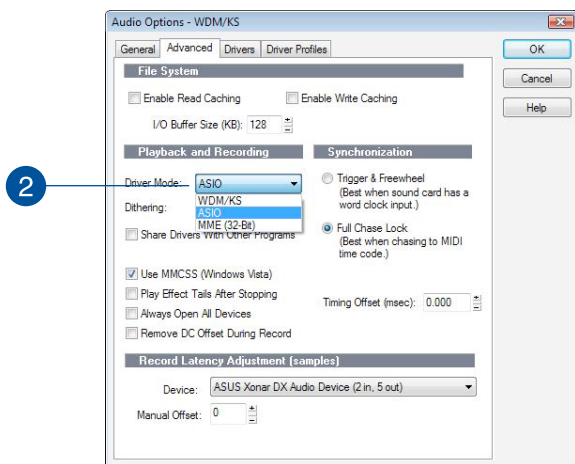 Audio Options - WDM/KS
General Advanced Drivers Driver Profiles
OK
Cancel
Help
File System
Enable Read Caching Enable Write Caching
I/O Buffer Size (KB): 128
Playback and Recording
2
Driver Mode: ASIO
WDM/KS
ASIO
MME (32-Bit)
Dithering:
Share Drivers With Other Programs
Use MMCSS (Windows Vista)
Play Effect Tails After Stopping
Always Open All Devices
Remove DC Offset During Record
Synchronization
Trigger & Freewheel
(Best when sound card has a
word clock input.)
Full Chase Lock
(Best when chasing to MIDI
time code.)
Timing Offset (msec): 0.000
Record Latency Adjustment (samples)
Device: ASUS Xonar DX Audio Device (2 in, 5 out)
Manual Offset: 0